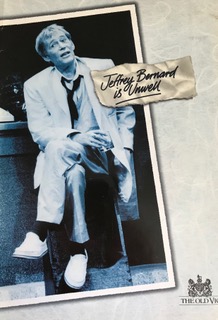 Jeffrey Bernard
is Unwell
THE OLD VIC